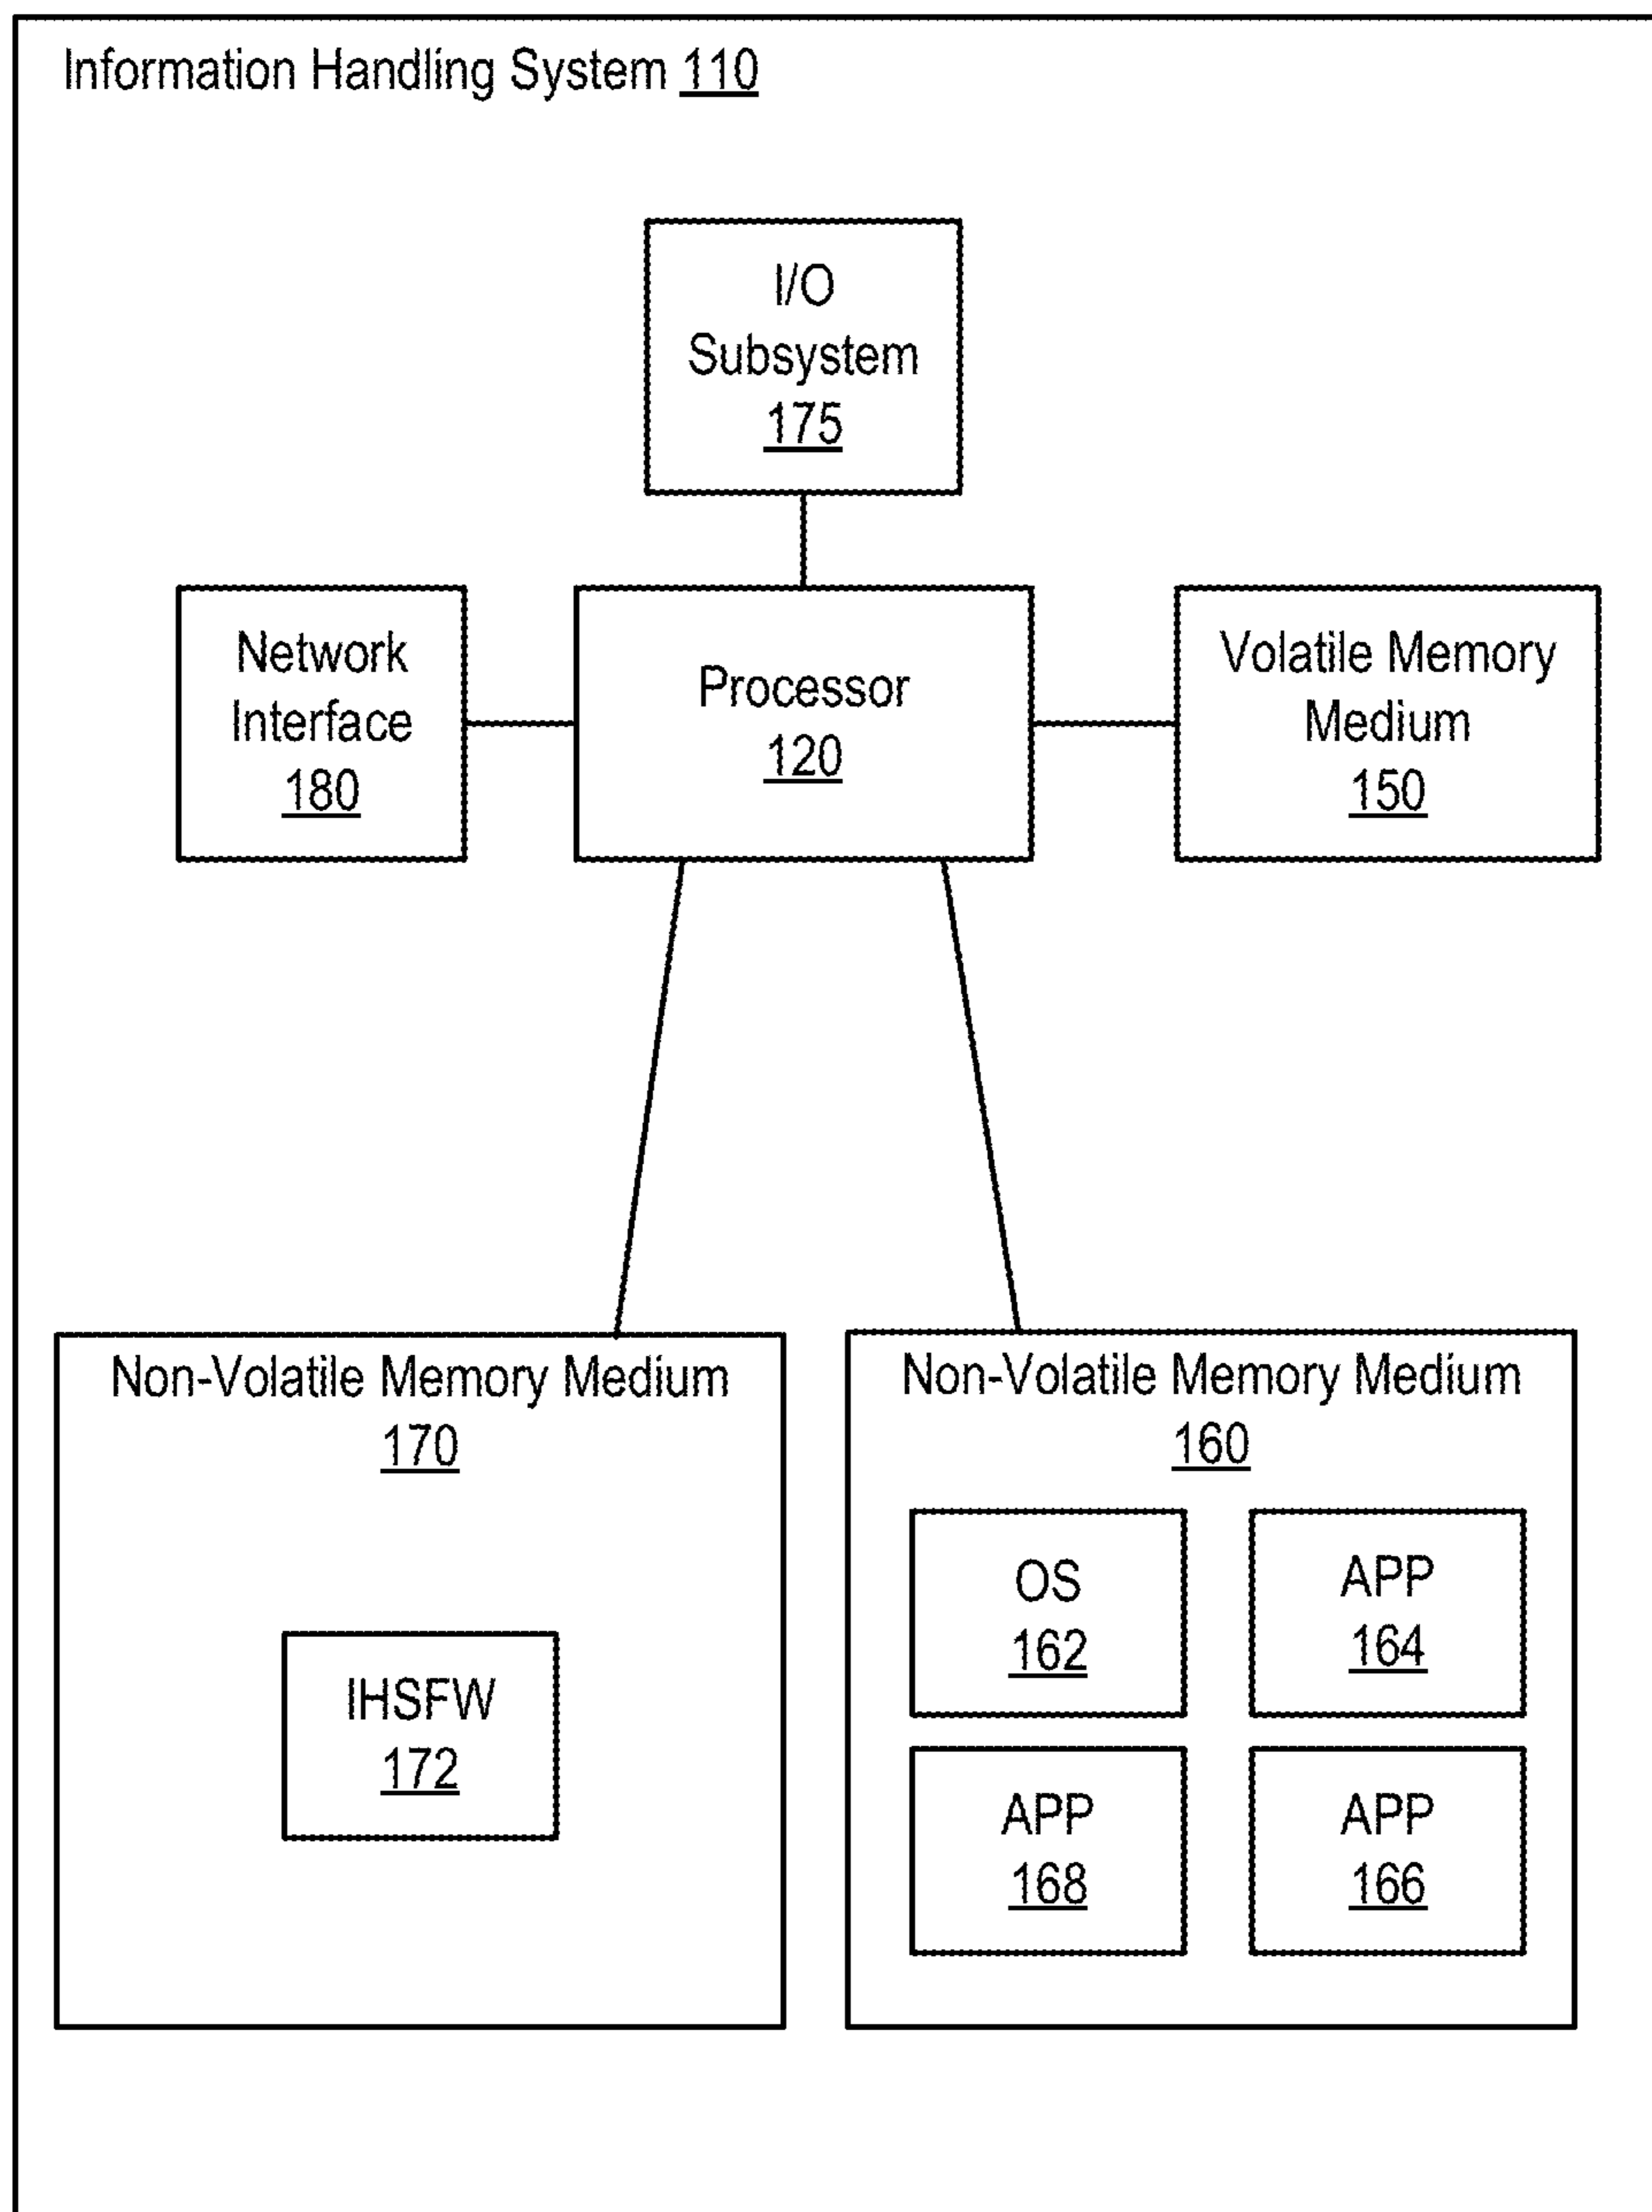 Information Handling System 110
I/O
Subsystem
175
Network
Interface
180
Processor
120
Volatile Memory
Medium
150
Non-Volatile Memory Medium
170
IHSFW
172
Non-Volatile Memory Medium
160
OS
162
APP
164
APP
168
APP
166